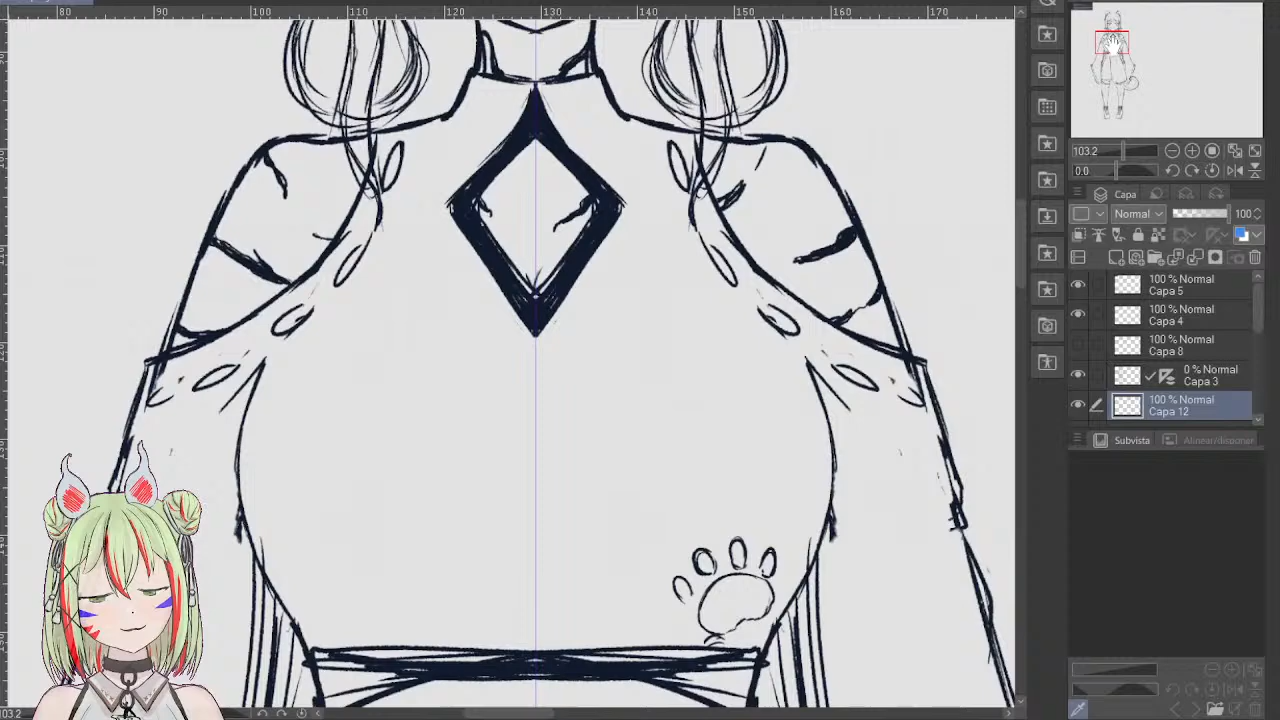 80 90 100 110 120 130 140 150 160 170
103.2
0.0
Capa
Normal 100
100 % Normal
Capa 5
100 % Normal
Capa 4
100 % Normal
Capa 8
0 % Normal
Capa 3
100 % Normal
Capa 12
Subvista Alinear/disponer
103.2